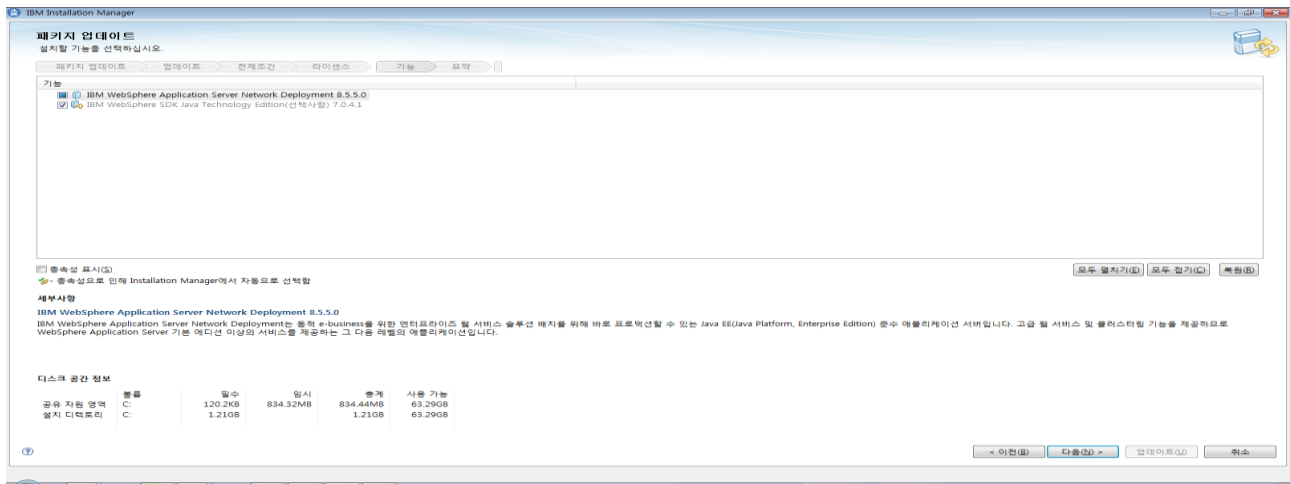 IBM Installation Manager
패키지 업데이트
설치할 기능을 선택하십시오.
패키지 업데이트 업데이트 전제조건 라이센스 기능 요약
기능
IBM WebSphere Application Server Network Deployment 8.5.5.0
IBM WebSphere SDK Java Technology Edition(선택사항) 7.0.4.1
종속성 표시(S)
모두 펼치기(E) 모두 접기(C) 복원(R)
- 종속성으로 인해 Installation Manager에서 자동으로 선택함
세부사항
IBM WebSphere Application Server Network Deployment 8.5.5.0
IBM WebSphere Application Server Network Deployment는 동적 e-business를 위한 엔터프라이즈 웹 서비스 솔루션 배치를 위해 바로 프로덕션할 수 있는 Java EE(Java Platform, Enterprise Edition) 준수 애플리케이션 서버입니다. 고급 웹 서비스 및 클러스터링 기능을 제공하므로
WebSphere Application Server 기본 에디션 이상의 서비스를 제공하는 그 다음 레벨의 애플리케이션입니다.
디스크 공간 정보
볼륨 필수 임시 총계 사용 가능
공유 자원 영역 C: 120.2KB 834.32MB 834.44MB 63.29GB
설치 디렉토리 C: 1.21GB 1.21GB 63.29GB
< 이전(B) 다음(N) > 업데이트(U) 취소